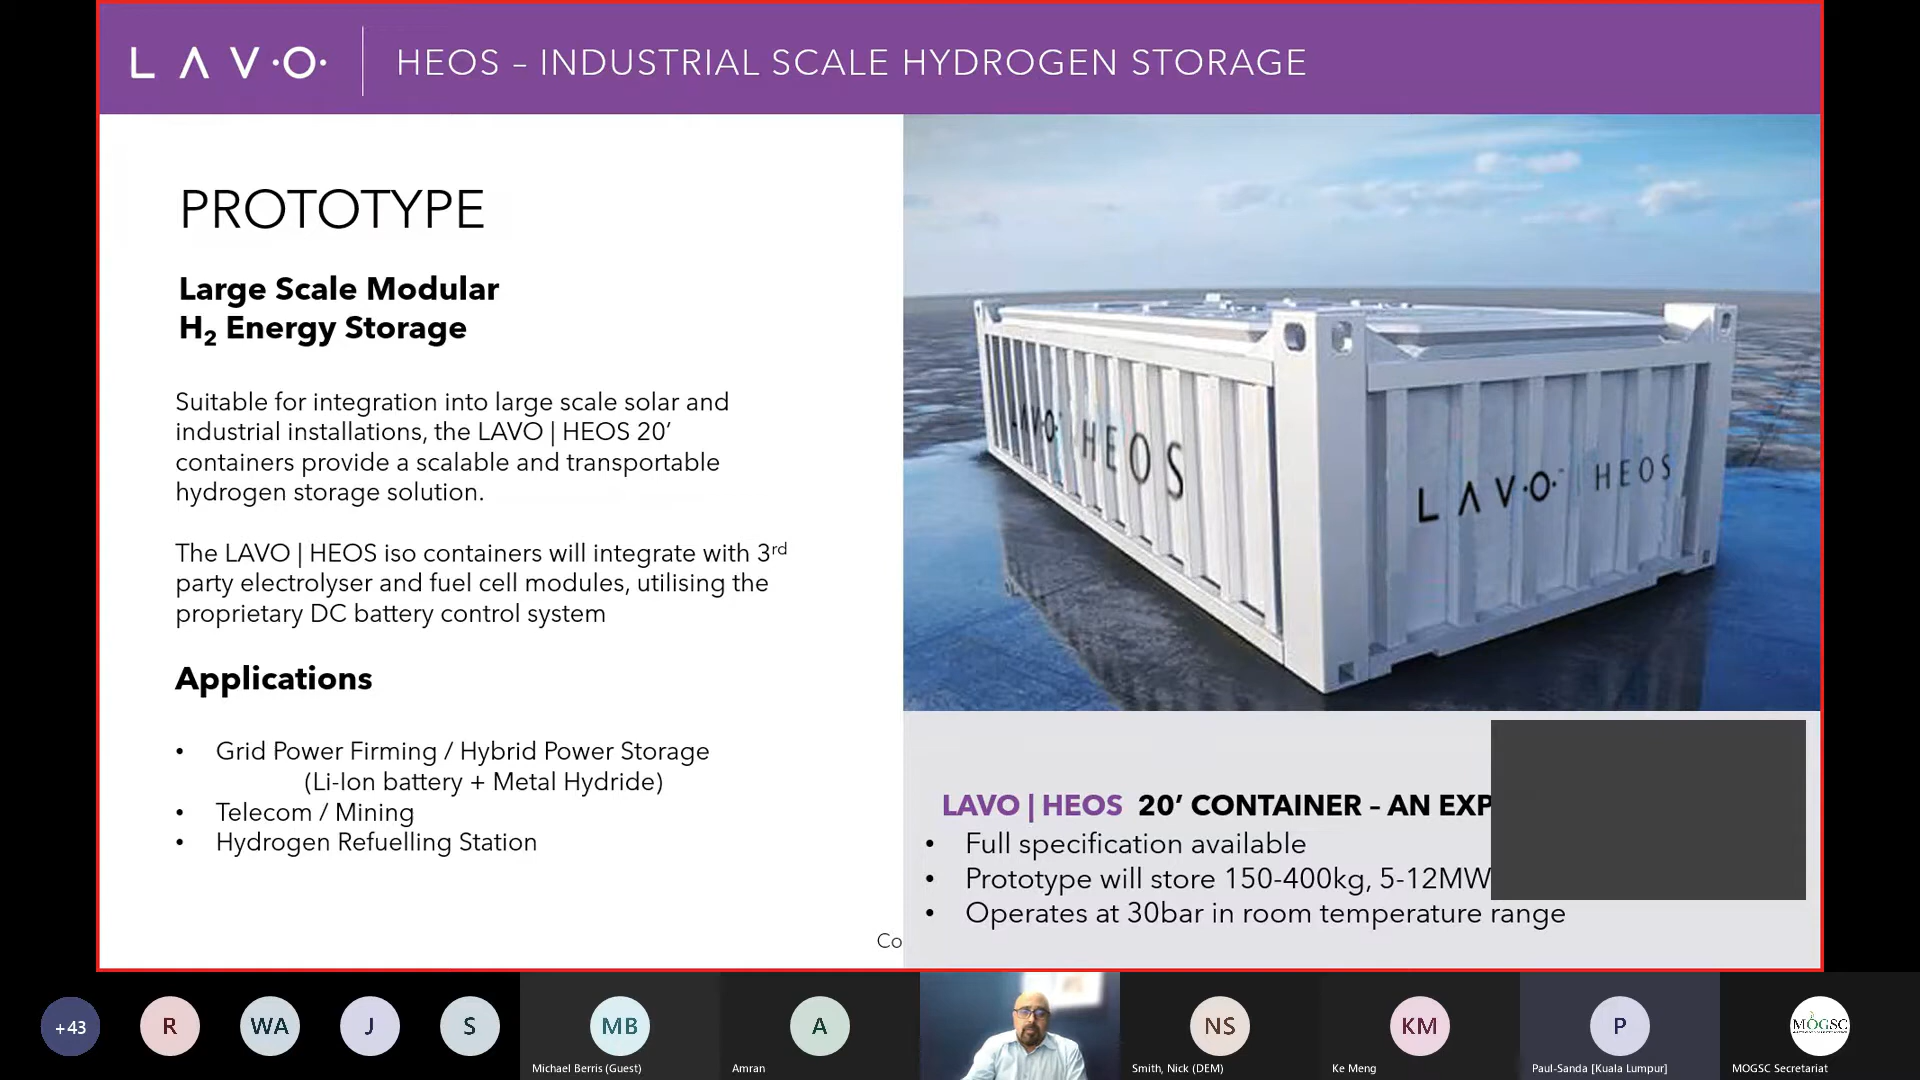 LAVO
HEOS – INDUSTRIAL SCALE HYDROGEN STORAGE
PROTOTYPE
Large Scale Modular
H₂ Energy Storage
Suitable for integration into large scale solar and
industrial installations, the LAVO | HEOS 20’
containers provide a scalable and transportable
hydrogen storage solution.
The LAVO | HEOS iso containers will integrate with 3rd
party electrolyser and fuel cell modules, utilising the
proprietary DC battery control system
Applications
• Grid Power Firming / Hybrid Power Storage
(Li-Ion battery + Metal Hydride)
• Telecom / Mining
• Hydrogen Refuelling Station
LAVO HEOS
LAVO | HEOS
LAVO | HEOS 20’ CONTAINER – AN EXP
• Full specification available
• Prototype will store 150-400kg, 5-12MW
• Operates at 30bar in room temperature range
Co
+43
R
WA
J
S
MB
Michael Berris (Guest)
A
Amran
NS
Smith, Nick (DEM)
KM
Ke Meng
P
Paul-Sanda [Kuala Lumpur]
MOGSC
MOGSC Secretariat